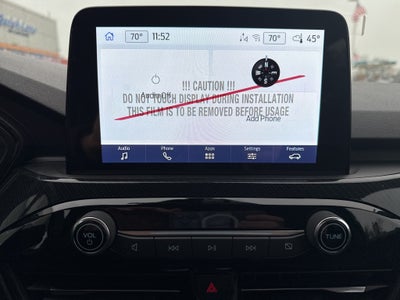 70° 11:52 70° 45°
!!! CAUTION !!!
Audio Off
DO NOT TOUCH DISPLAY DURING INSTALLATION
THIS FILM IS TO BE REMOVED BEFORE USAGE
Add Phone
Audio Phone Apps Settings Features
VOL TUNE